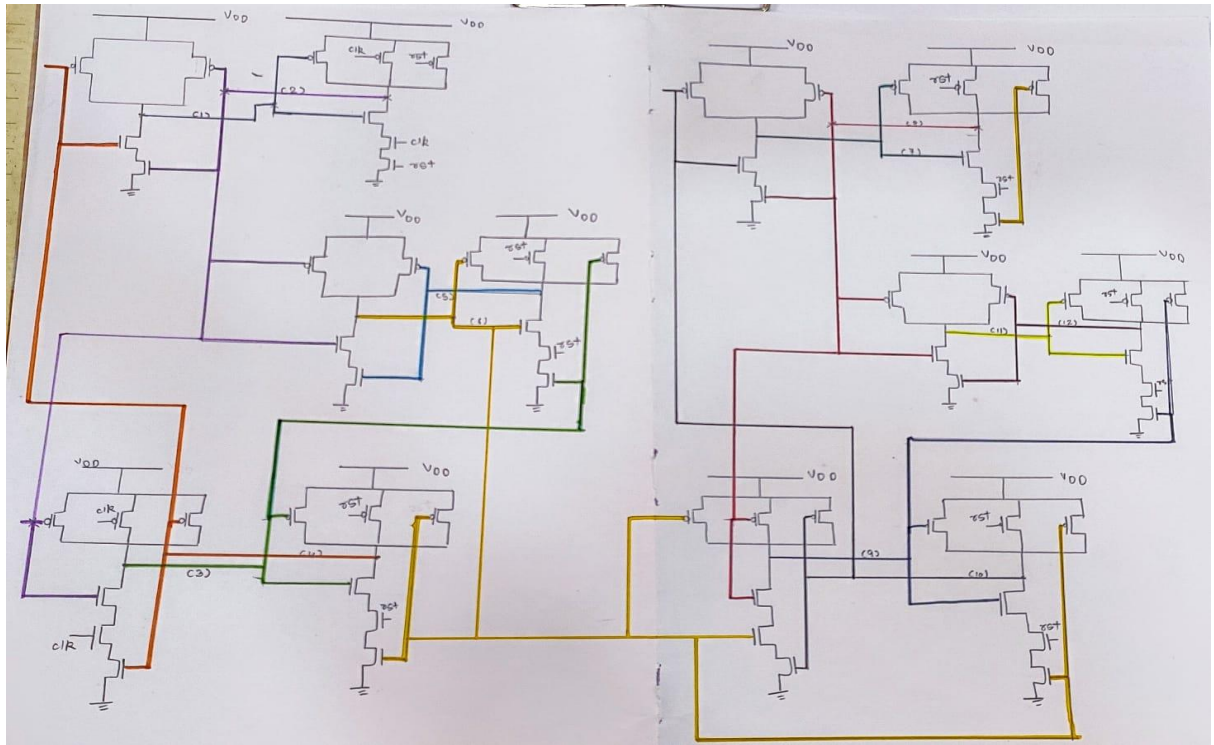 VDD
VDD
clk
rst
(2)
(1)
clk
rst
VDD
VDD
rst
(5)
(6)
rst
VDD
clk
(3)
clk
VDD
rst
(4)
rst
VDD
VDD
rst
(8)
(7)
rst
VDD
VDD
rst
(11)
(12)
rst
VDD
(9)
VDD
rst
(10)
rst